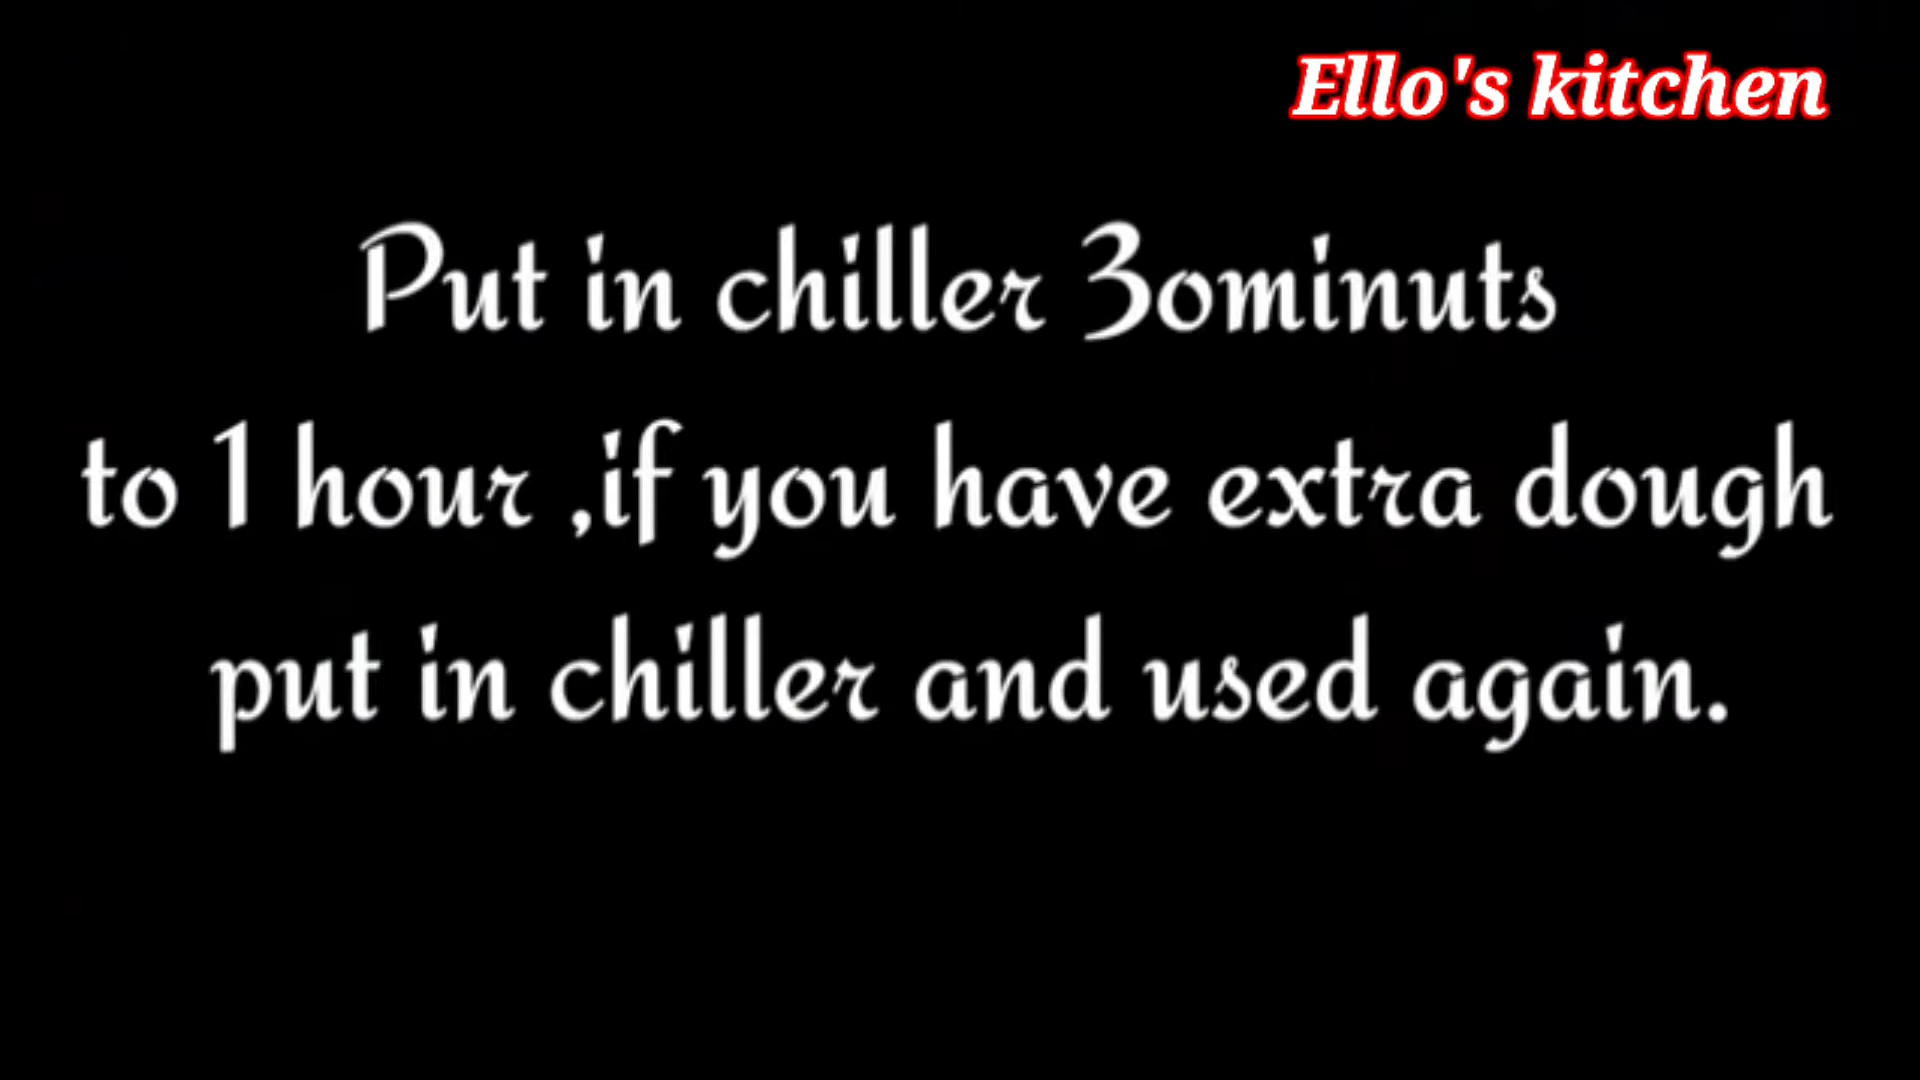 Ello's kitchen
Put in chiller 30minuts
to 1 hour ,if you have extra dough
put in chiller and used again.